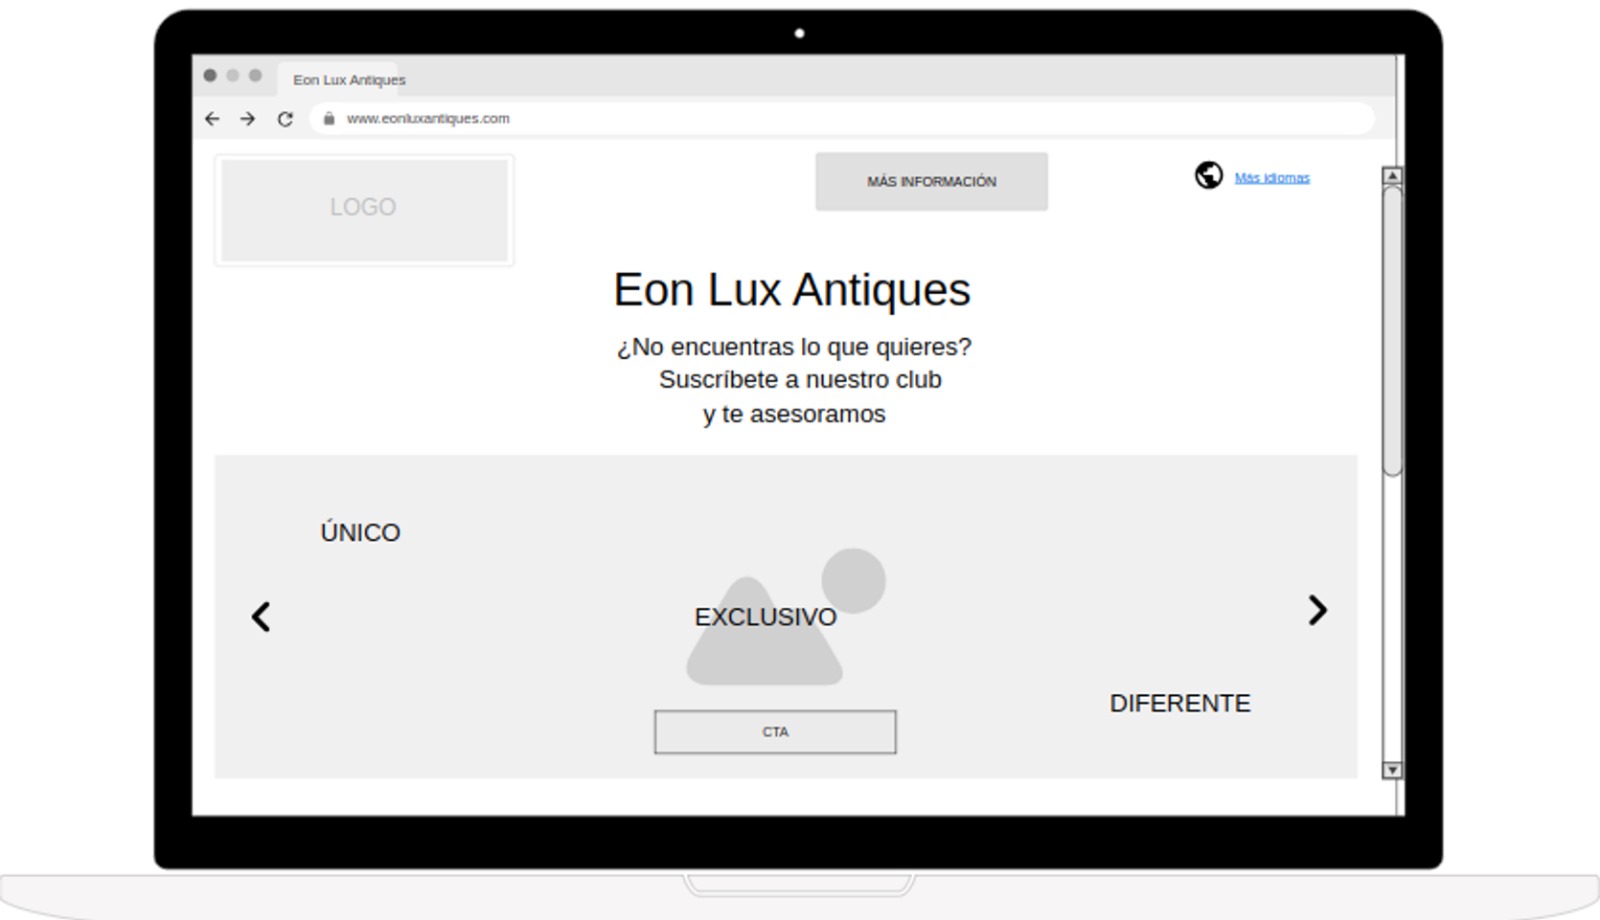 Eon Lux Antiques
www.eonluxantiques.com
LOGO
MÁS INFORMACIÓN
Más idiomas
Eon Lux Antiques
¿No encuentras lo que quieres?
Suscríbete a nuestro club
y te asesoramos
ÚNICO
EXCLUSIVO
DIFERENTE
CTA